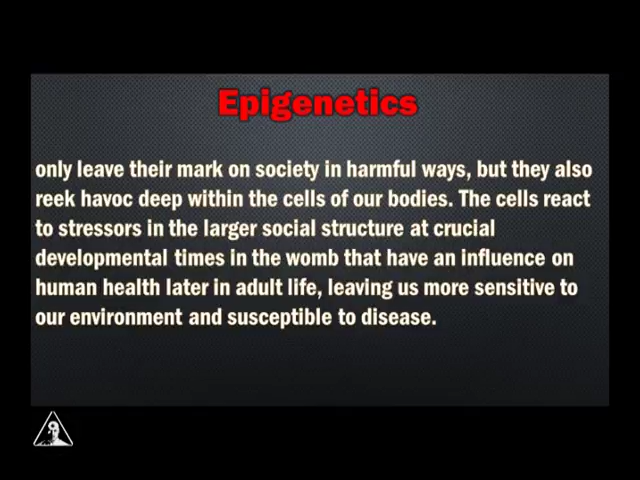 Epigenetics
only leave their mark on society in harmful ways, but they also
reek havoc deep within the cells of our bodies. The cells react
to stressors in the larger social structure at crucial
developmental times in the womb that have an influence on
human health later in adult life, leaving us more sensitive to
our environment and susceptible to disease.